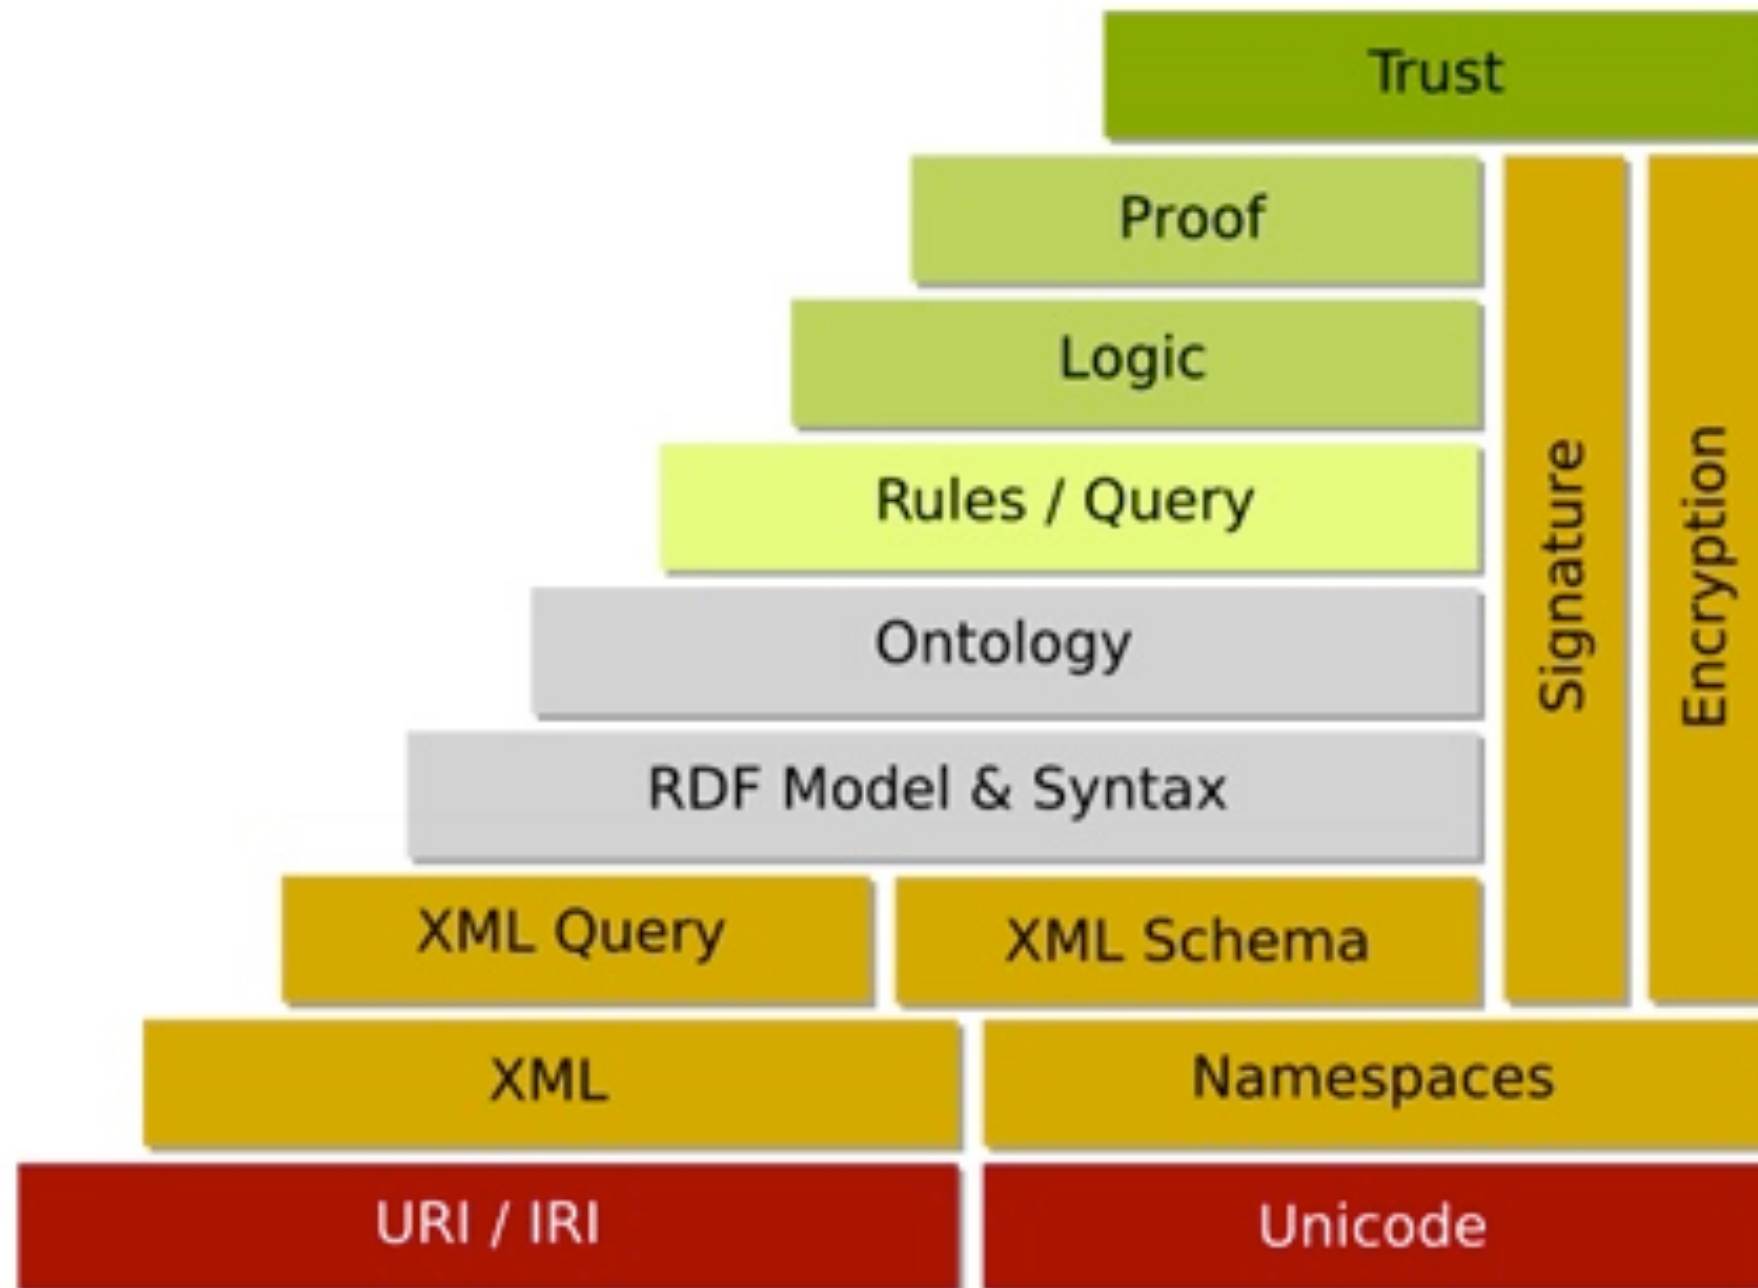 Trust
Proof
Logic
Rules / Query
Ontology
RDF Model & Syntax
Signature
Encryption
XML Query
XML Schema
XML
Namespaces
URI / IRI
Unicode